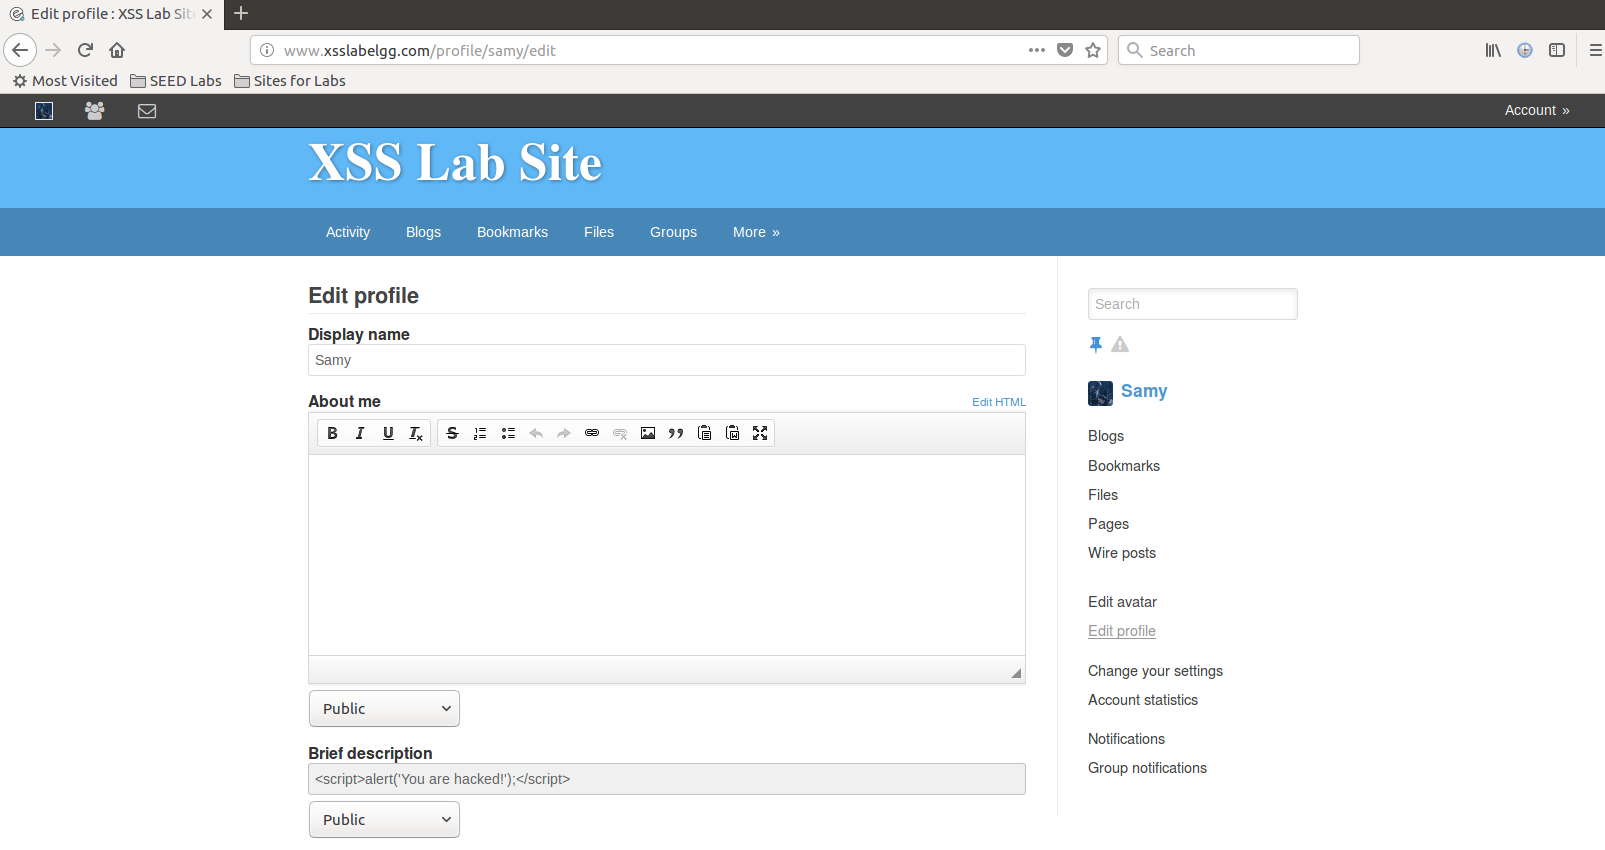 Edit profile : XSS Lab Sit
www.xsslabelgg.com/profile/samy/edit
Search
Most Visited SEED Labs Sites for Labs
Account »
XSS Lab Site
Activity Blogs Bookmarks Files Groups More »
Edit profile
Display name
Samy
About me Edit HTML
B I U Tx S
Public
Brief description
<script>alert('You are hacked!');</script>
Public
Search
Samy
Blogs
Bookmarks
Files
Pages
Wire posts
Edit avatar
Edit profile
Change your settings
Account statistics
Notifications
Group notifications